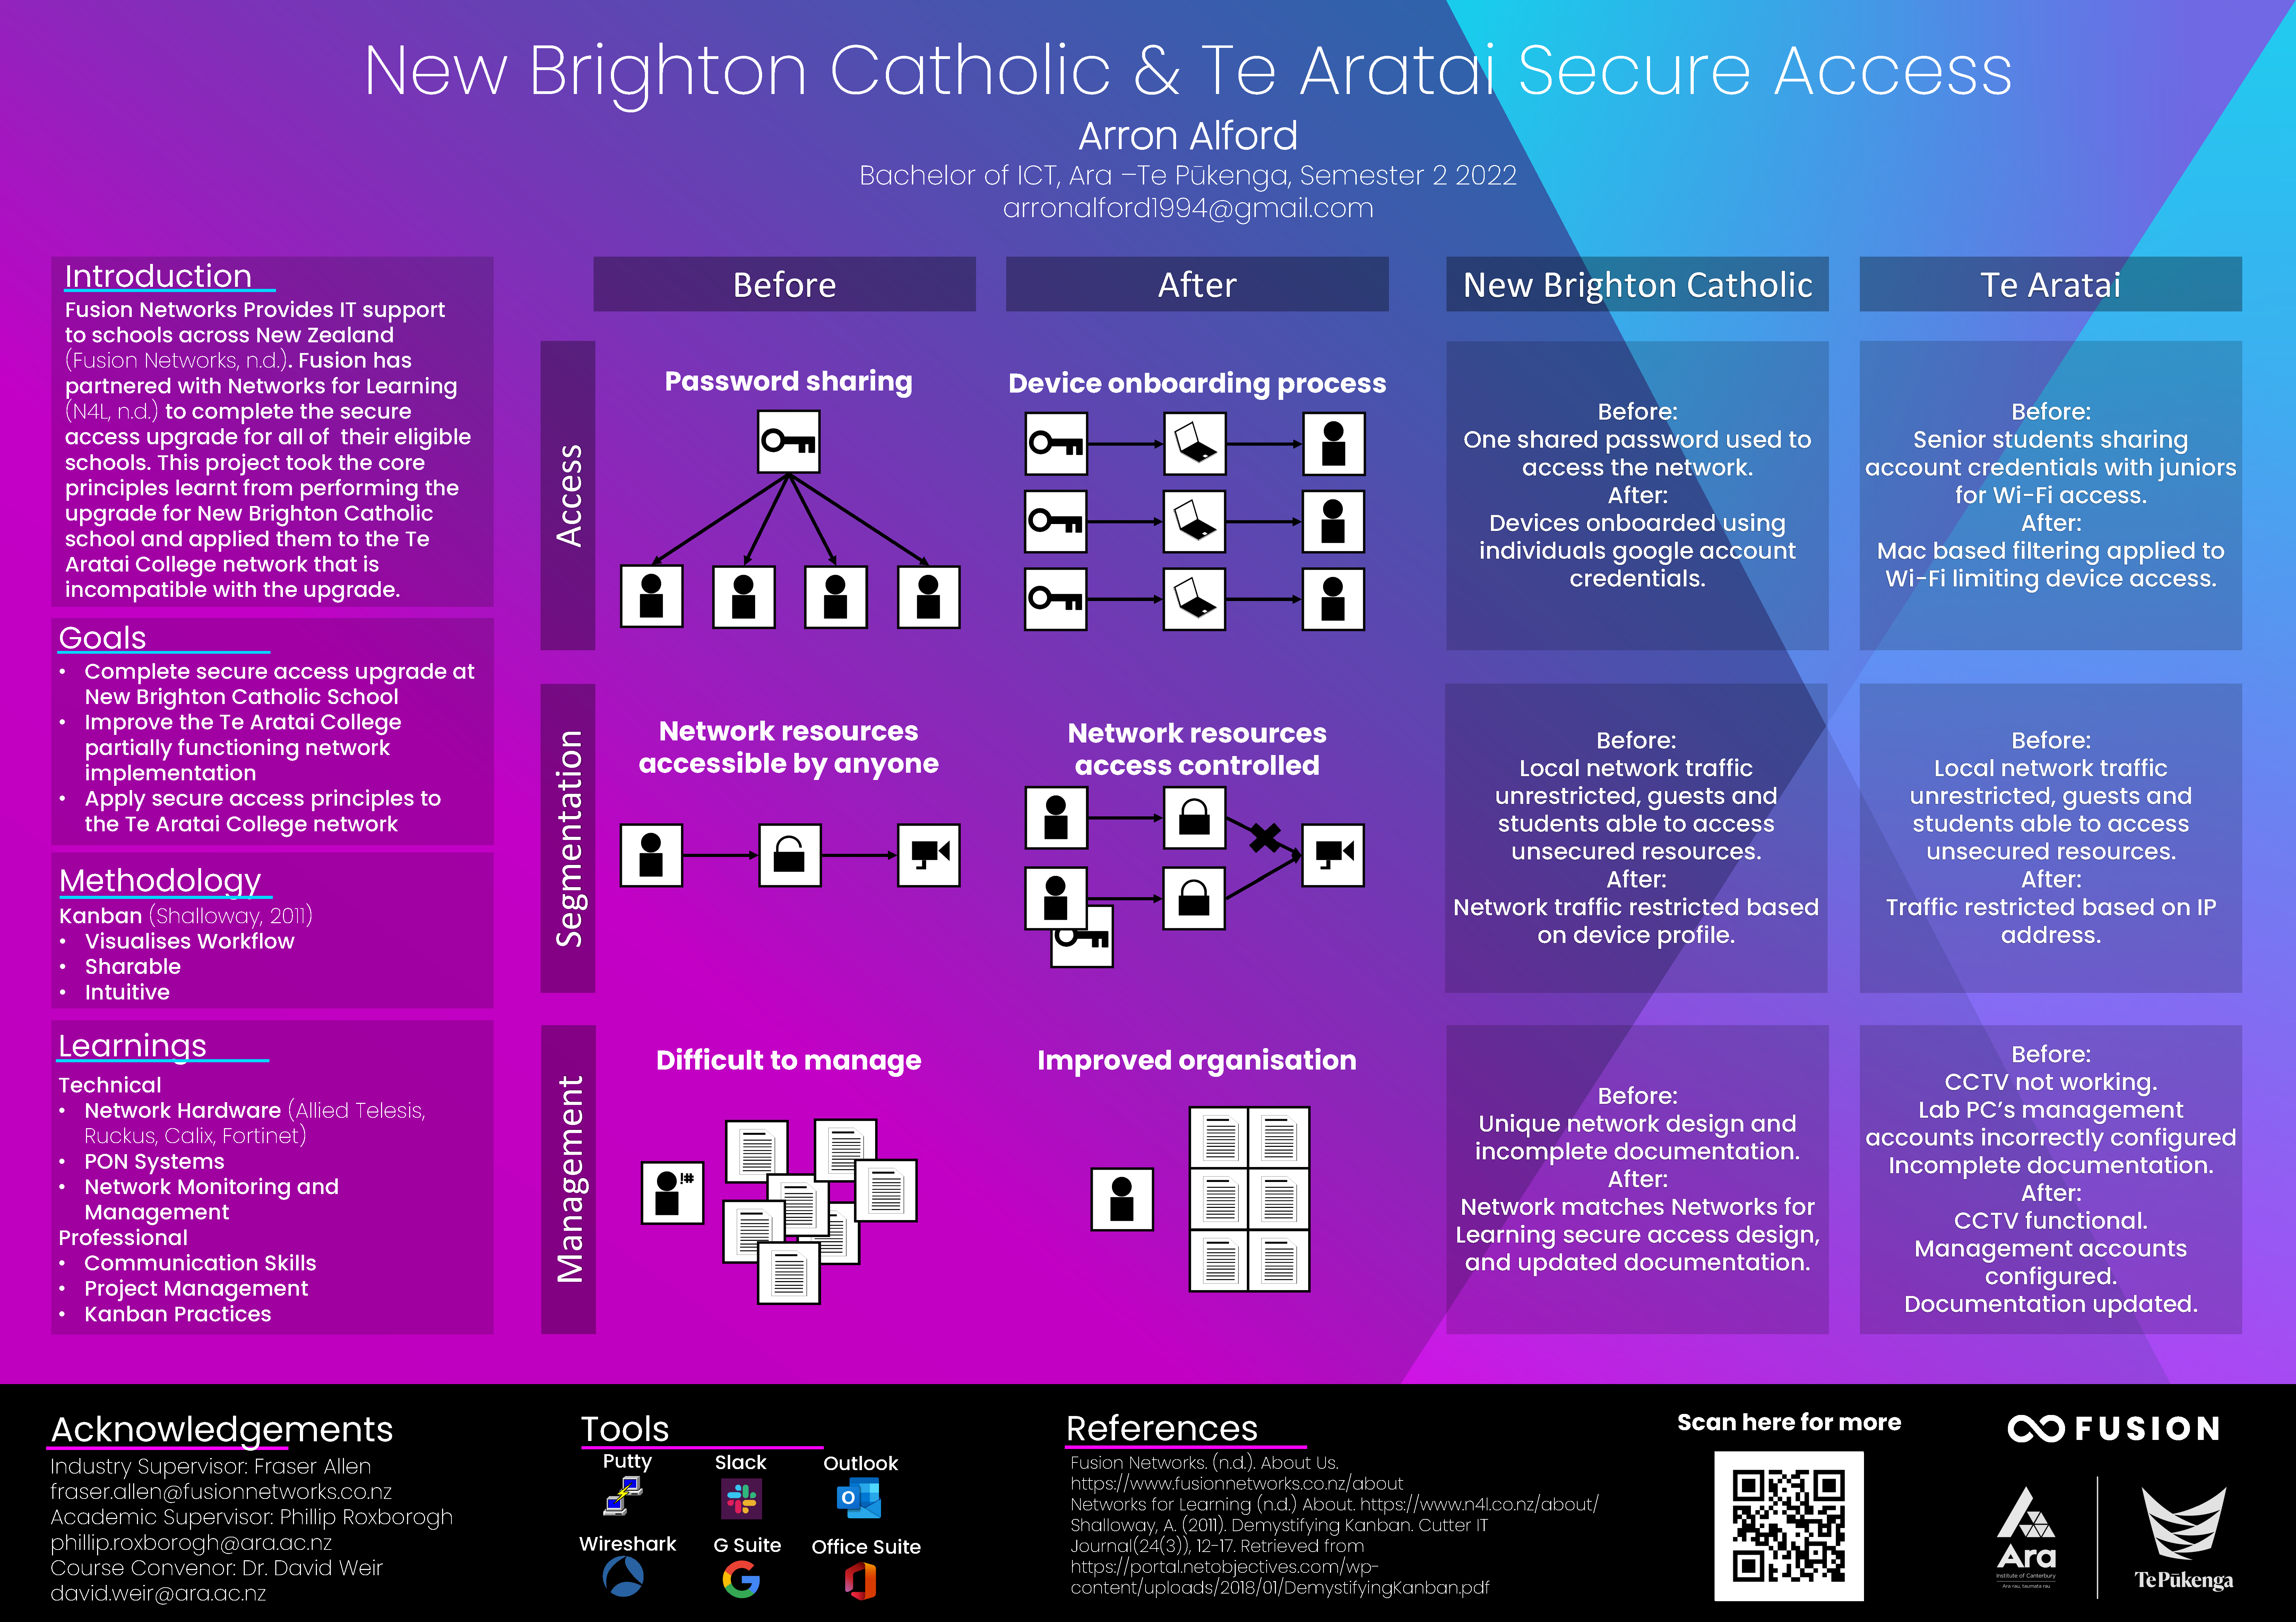 New Brighton Catholic & Te Aratai Secure Access
Arron Alford
Bachelor of ICT, Ara –Te Pūkenga, Semester 2 2022
arronalford1994@gmail.com
Introduction
Fusion Networks Provides IT support
to schools across New Zealand
(Fusion Networks, n.d.). Fusion has
partnered with Networks for Learning
(N4L, n.d.) to complete the secure
access upgrade for all of their eligible
schools. This project took the core
principles learnt from performing the
upgrade for New Brighton Catholic
school and applied them to the Te
Aratai College network that is
incompatible with the upgrade.
Goals
• Complete secure access upgrade at
New Brighton Catholic School
• Improve the Te Aratai College
partially functioning network
implementation
• Apply secure access principles to
the Te Aratai College network
Methodology
Kanban (Shalloway, 2011)
• Visualises Workflow
• Sharable
• Intuitive
Learnings
Technical
• Network Hardware (Allied Telesis,
Ruckus, Calix, Fortinet)
• PON Systems
• Network Monitoring and
Management
Professional
• Communication Skills
• Project Management
• Kanban Practices
Before
After
New Brighton Catholic
Te Aratai
Access
Password sharing
Device onboarding process
Before:
One shared password used to
access the network.
After:
Devices onboarded using
individuals google account
credentials.
Before:
Senior students sharing
account credentials with juniors
for Wi-Fi access.
After:
Mac based filtering applied to
Wi-Fi limiting device access.
Segmentation
Network resources
accessible by anyone
Network resources
access controlled
Before:
Local network traffic
unrestricted, guests and
students able to access
unsecured resources.
After:
Network traffic restricted based
on device profile.
Before:
Local network traffic
unrestricted, guests and
students able to access
unsecured resources.
After:
Traffic restricted based on IP
address.
Management
Difficult to manage
!#
Improved organisation
Before:
Unique network design and
incomplete documentation.
After:
Network matches Networks for
Learning secure access design,
and updated documentation.
Before:
CCTV not working.
Lab PC's management
accounts incorrectly configured
Incomplete documentation.
After:
CCTV functional.
Management accounts
configured.
Documentation updated.
Acknowledgements
Industry Supervisor: Fraser Allen
fraser.allen@fusionnetworks.co.nz
Academic Supervisor: Phillip Roxborogh
phillip.roxborogh@ara.ac.nz
Course Convenor: Dr. David Weir
david.weir@ara.ac.nz
Tools
Putty
Slack
Outlook
O
Wireshark
G Suite
Office Suite
G
References
Fusion Networks. (n.d.). About Us.
https://www.fusionnetworks.co.nz/about
Networks for Learning (n.d.) About. https://www.n4l.co.nz/about/
Shalloway, A. (2011). Demystifying Kanban. Cutter IT
Journal(24(3)), 12-17. Retrieved from
https://portal.netobjectives.com/wp-
content/uploads/2018/01/DemystifyingKanban.pdf
Scan here for more
FUSION
Ara
Institute of Canterbury
Ara rau, taumata rau
Te Pūkenga